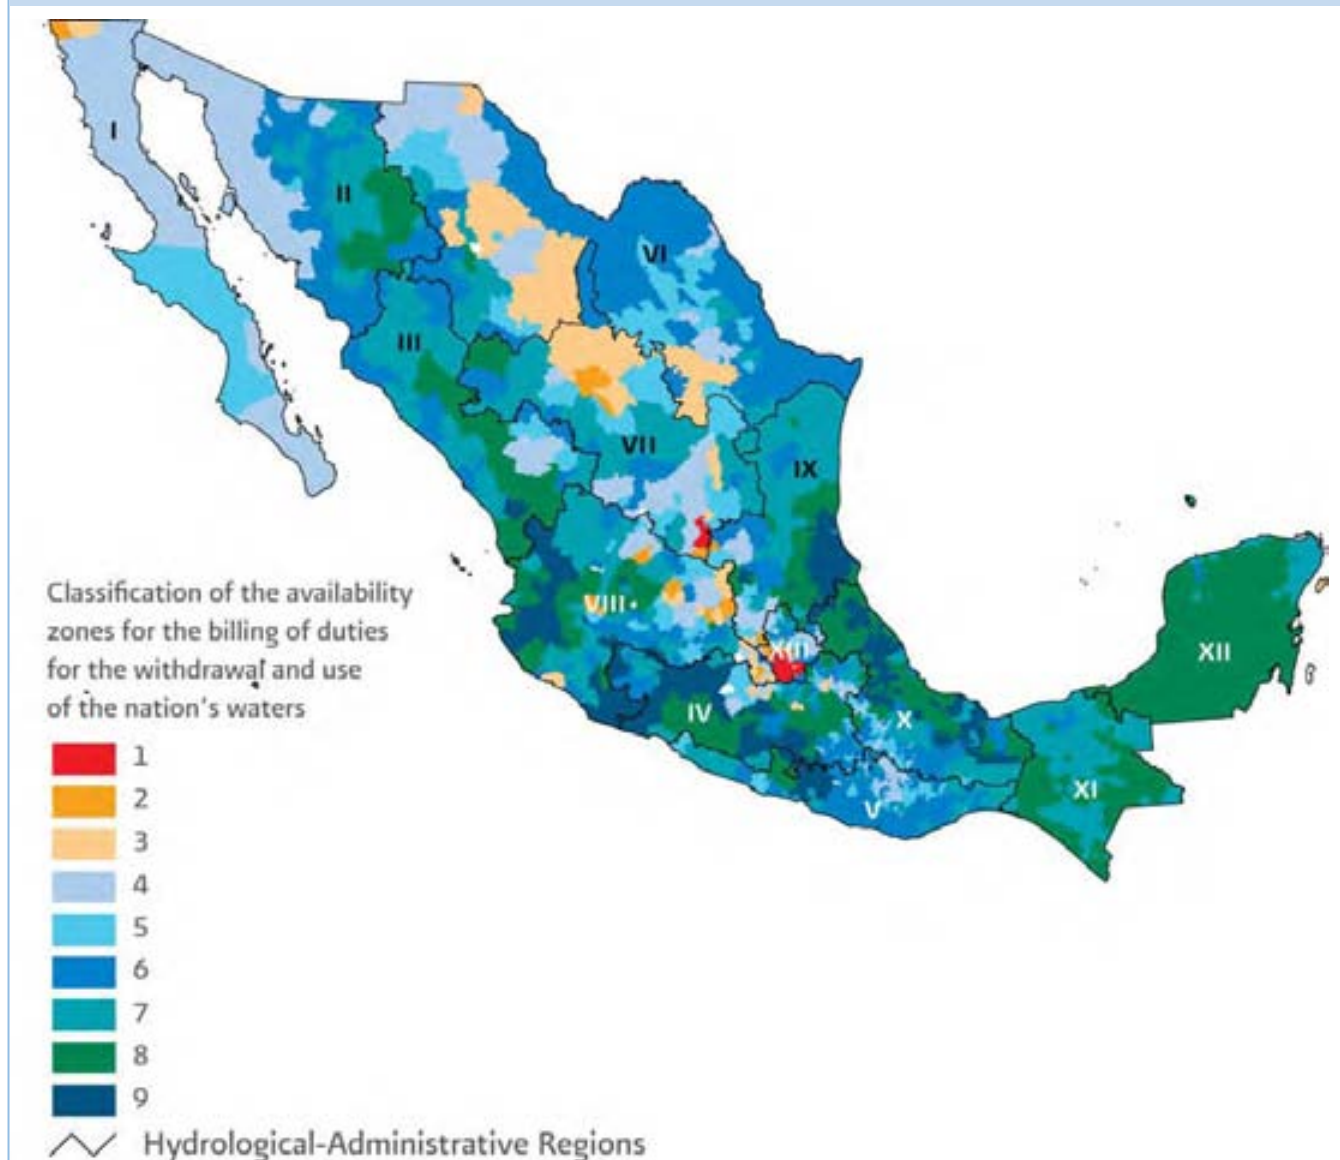 I
II
VI
III
VII
IX
Classification of the availability
zones for the billing of duties
for the withdrawal and use
of the nation's waters
VIII
XIII
XII
IV
X
XI
V
1
2
3
4
5
6
7
8
9
Hydrological-Administrative Regions